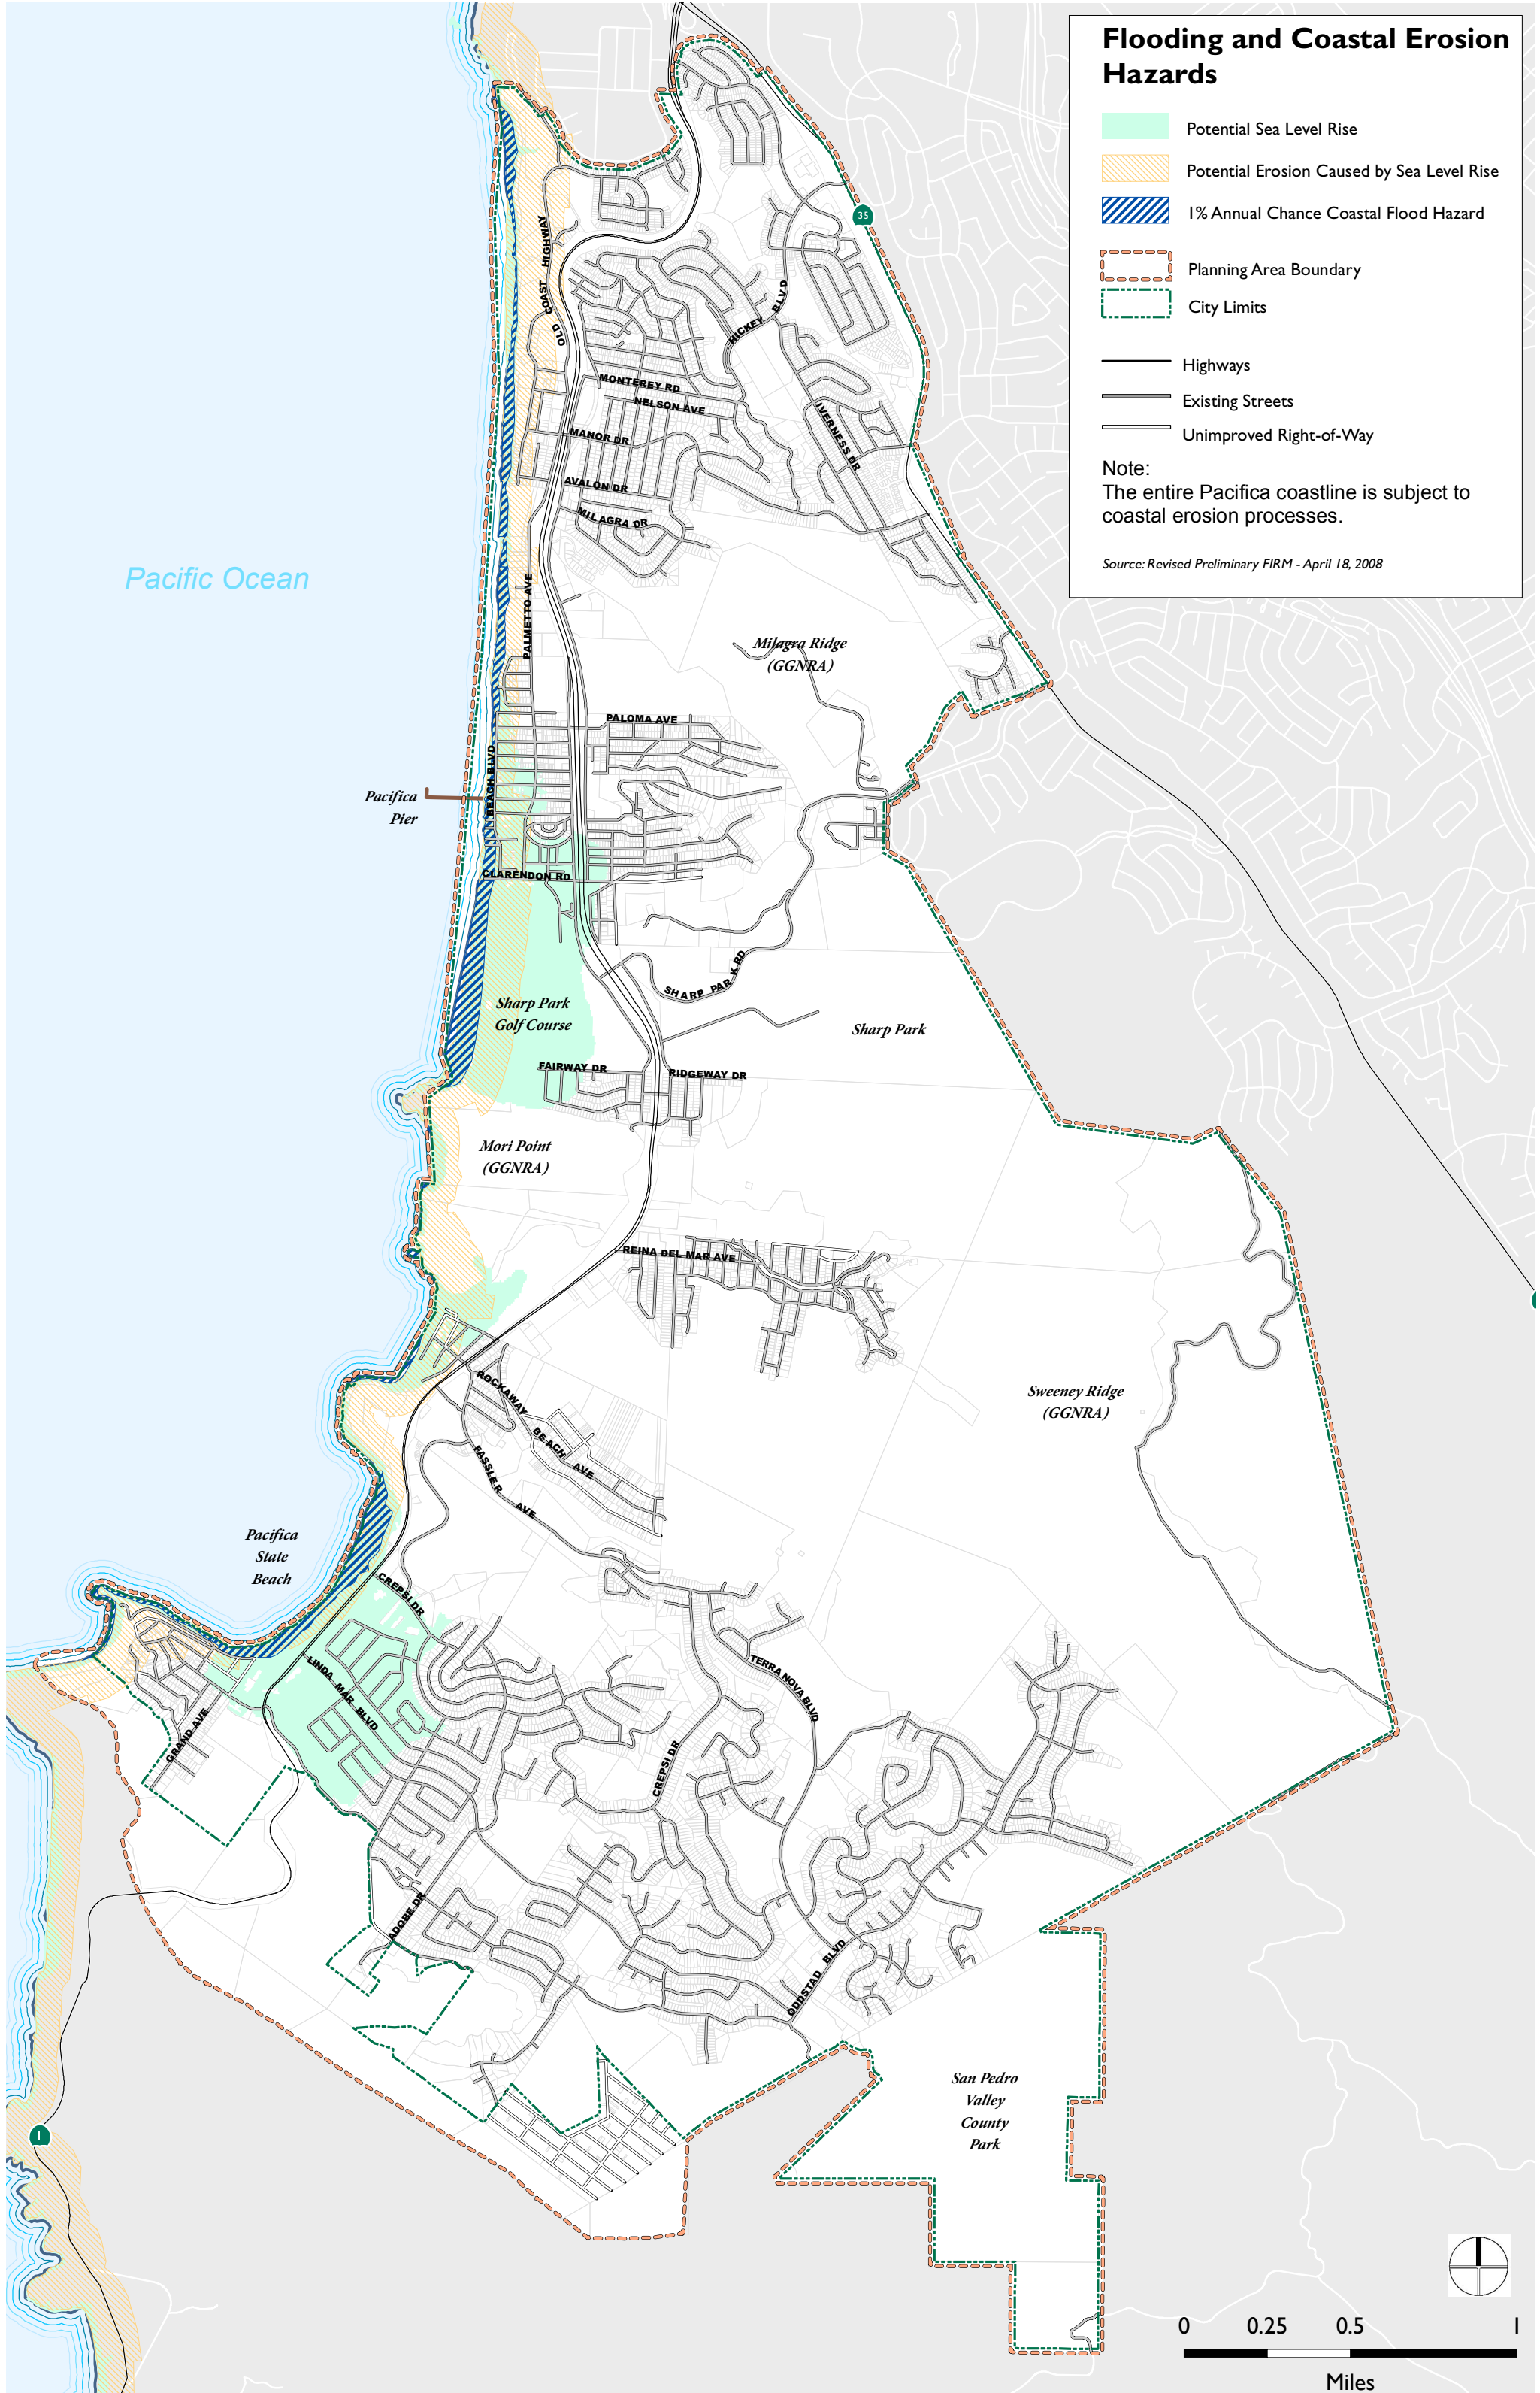 Flooding and Coastal Erosion
Hazards
Potential Sea Level Rise
Potential Erosion Caused by Sea Level Rise
1% Annual Chance Coastal Flood Hazard
Planning Area Boundary
City Limits
Highways
Existing Streets
Unimproved Right-of-Way
Note:
The entire Pacifica coastline is subject to
coastal erosion processes.
Source: Revised Preliminary FIRM - April 18, 2008
35
OLD COAST HIGHWAY
HICKEY BLVD
MONTEREY RD
NELSON AVE
MANOR DR
IVERNESS DR
AVALON DR
MILAGRA DR
Pacific Ocean
PALMETTO AVE
Milagra Ridge
(GGNRA)
PALOMA AVE
BEACH BLVD
Pacifica
Pier
CLARENDON RD
SHARP PARK RD
Sharp Park
Golf Course
Sharp Park
FAIRWAY DR
RIDGEWAY DR
Mori Point
(GGNRA)
REINA DEL MAR AVE
ROCKAWAY BEACH AVE
Sweeney Ridge
(GGNRA)
FASSLER AVE
Pacifica
State
Beach
CREPSI DR
LINDA MAR BLVD
TERRA NOVA BLVD
GRAND AVE
CREPSI DR
ADOBE DR
ODDSTAD BLVD
San Pedro
Valley
County
Park
1
0 0.25 0.5 1
Miles